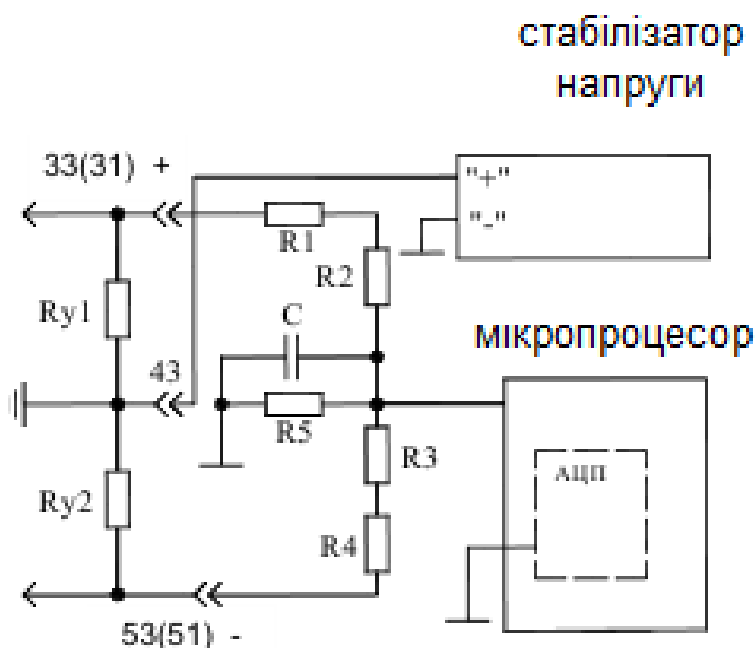 стабілізатор
напруги
33(31) +
"+"
"-"
R1
R2
Ry1
C
мікропроцесор
43
R5
R3
АЦП
Ry2
R4
53(51) -